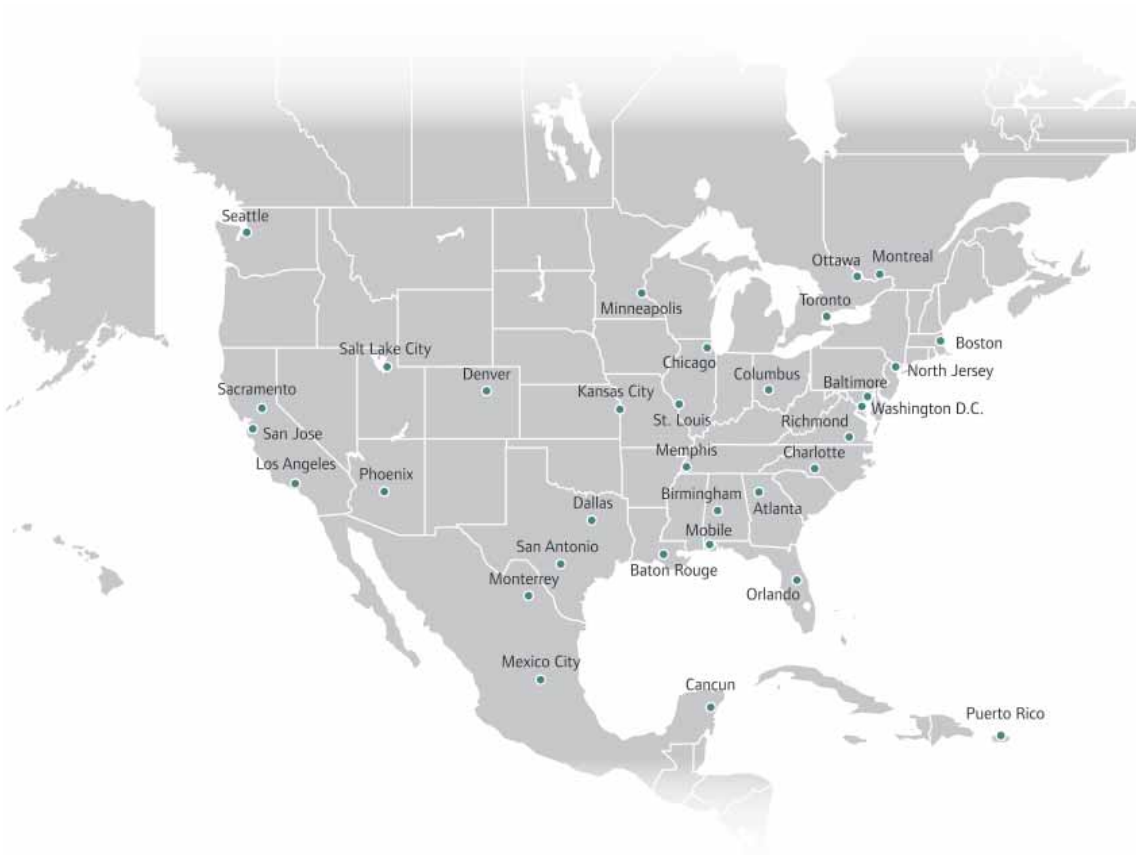 Seattle
Ottawa
Montreal
Toronto
Minneapolis
Boston
Salt Lake City
Chicago
North Jersey
Denver
Columbus
Baltimore
Sacramento
Kansas City
Washington D.C.
St. Louis
Richmond
San Jose
Memphis
Charlotte
Los Angeles
Phoenix
Birmingham
Dallas
Atlanta
Mobile
San Antonio
Baton Rouge
Monterrey
Orlando
Mexico City
Cancun
Puerto Rico